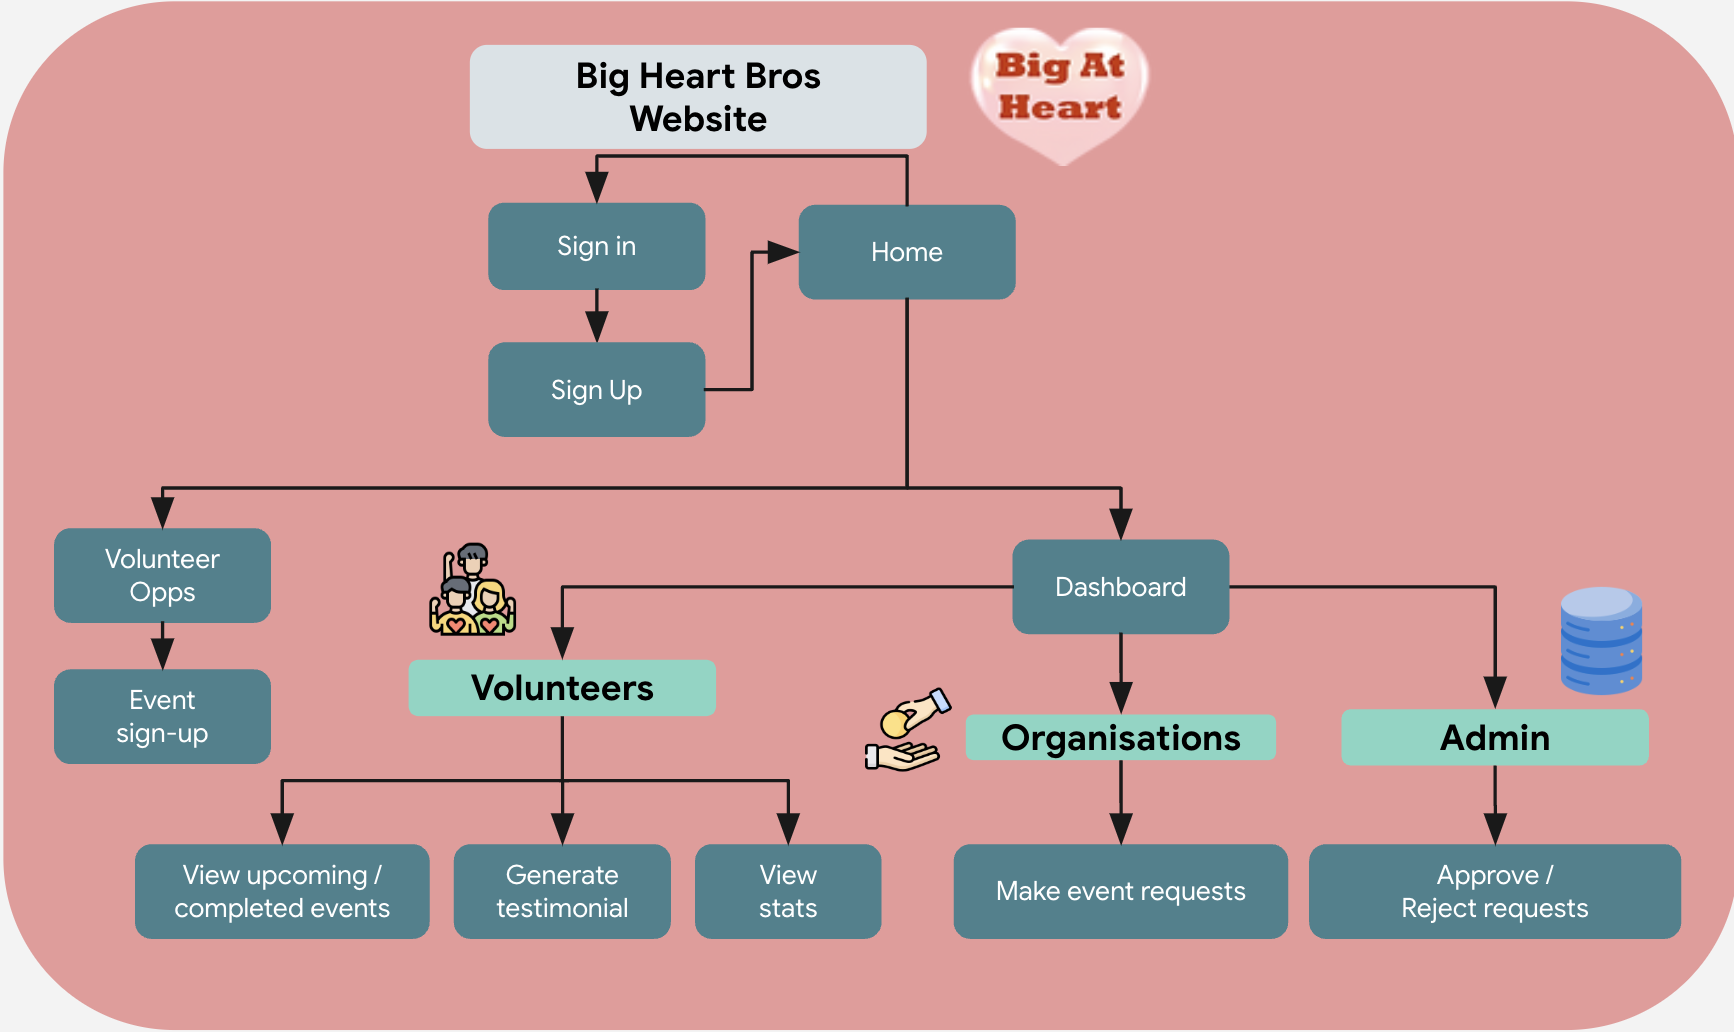 Big Heart Bros
Website
Big At
Heart
Sign in
Home
Sign Up
Volunteer
Opps
Dashboard
Event
sign-up
Volunteers
Organisations
Admin
View upcoming /
completed events
Generate
testimonial
View
stats
Make event requests
Approve /
Reject requests